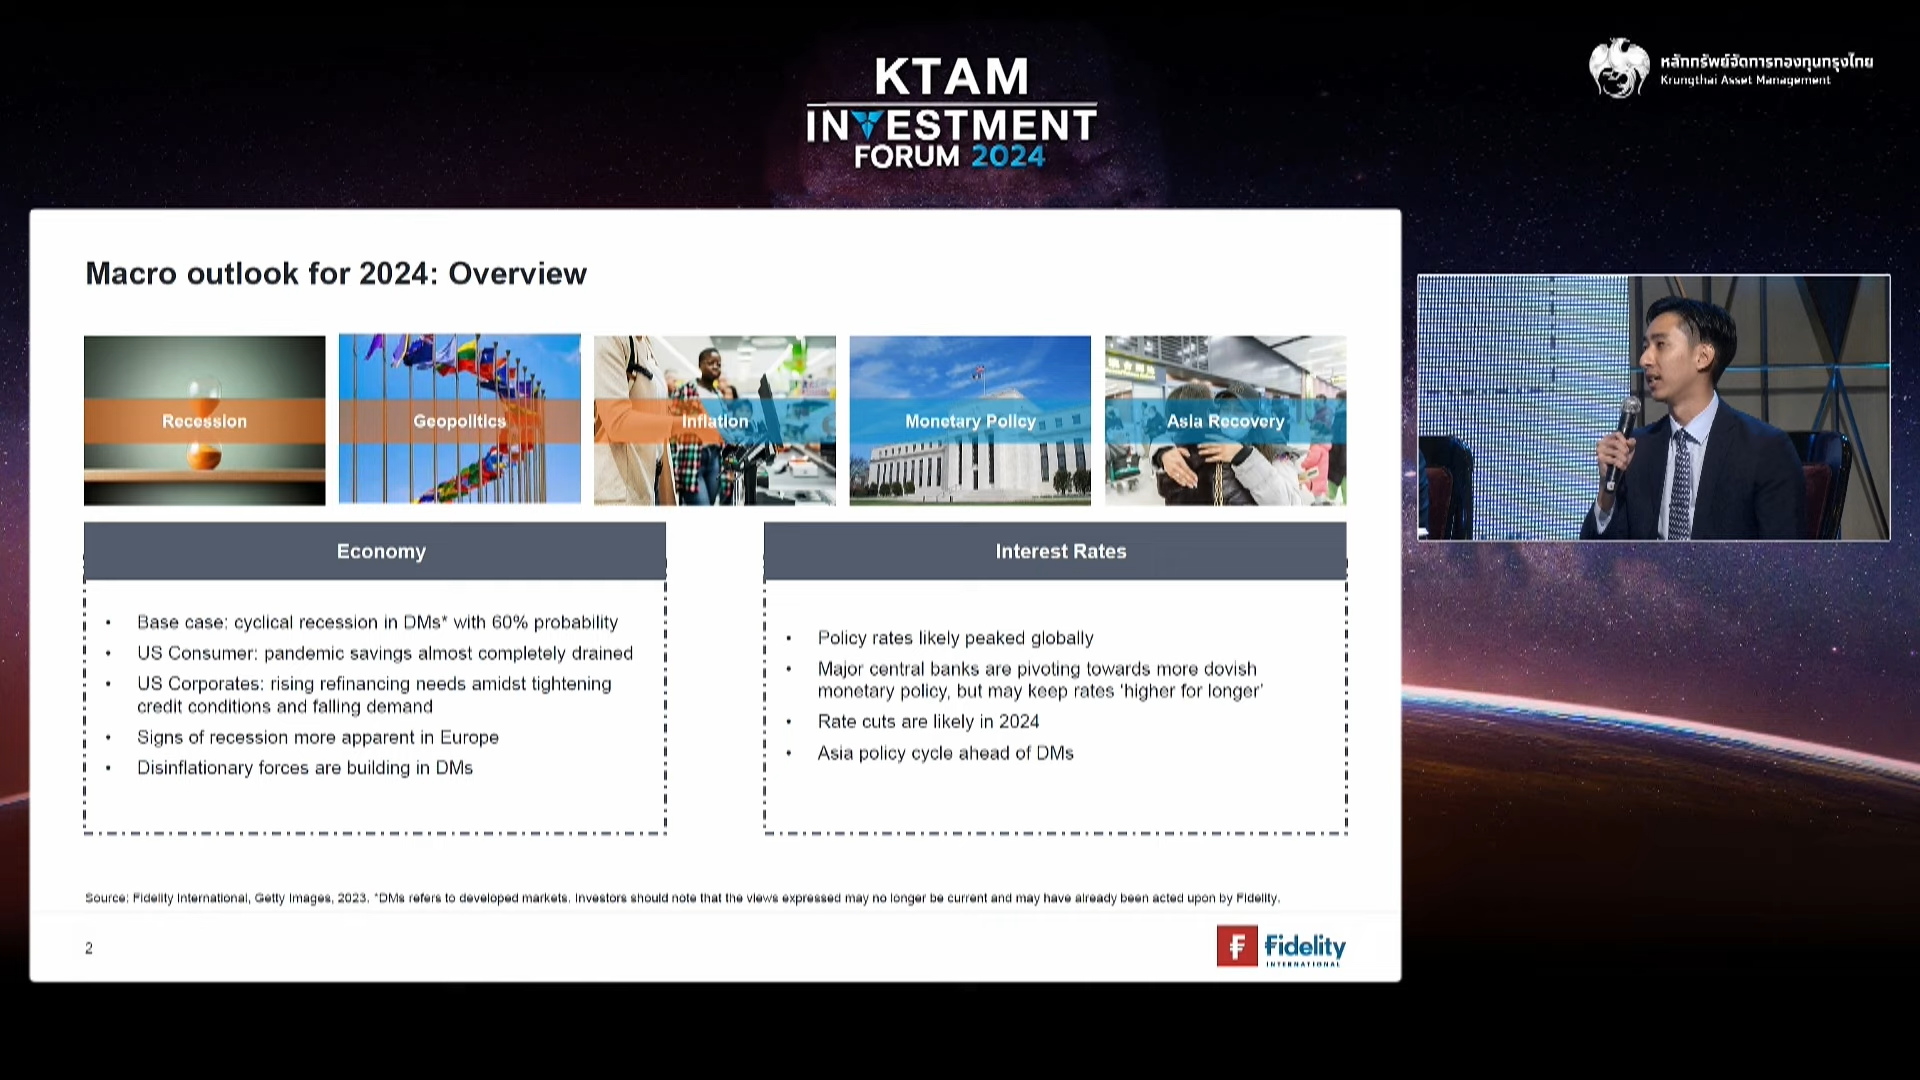 KTAM
INVESTMENT
FORUM 2024
หลักทรัพย์จัดการกองทุนกรุงไทย
Krungthai Asset Management
Macro outlook for 2024: Overview
Recession
Geopolitics
Inflation
Monetary Policy
Asia Recovery
Economy
• Base case: cyclical recession in DMs* with 60% probability
• US Consumer: pandemic savings almost completely drained
• US Corporates: rising refinancing needs amidst tightening
credit conditions and falling demand
• Signs of recession more apparent in Europe
• Disinflationary forces are building in DMs
Interest Rates
• Policy rates likely peaked globally
• Major central banks are pivoting towards more dovish
monetary policy, but may keep rates ‘higher for longer’
• Rate cuts are likely in 2024
• Asia policy cycle ahead of DMs
Source: Fidelity International, Getty Images, 2023. *DMs refers to developed markets. Investors should note that the views expressed may no longer be current and may have already been acted upon by Fidelity.
2
Fidelity
INTERNATIONAL